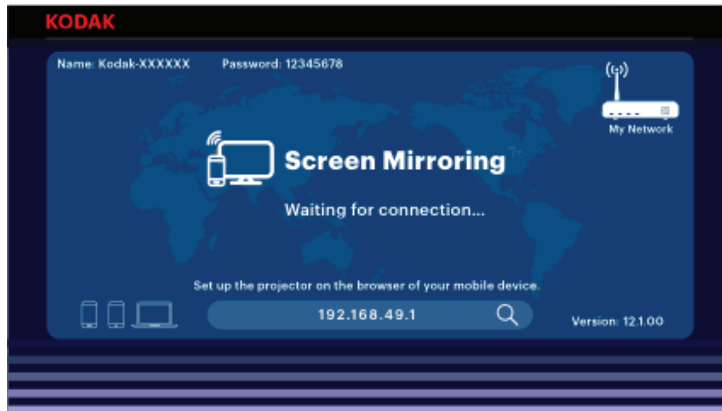 KODAK
Name: Kodak-XXXXXX Password: 12345678
My Network
Screen Mirroring
Waiting for connection...
Set up the projector on the browser of your mobile device.
192.168.49.1
Version: 12.1.00